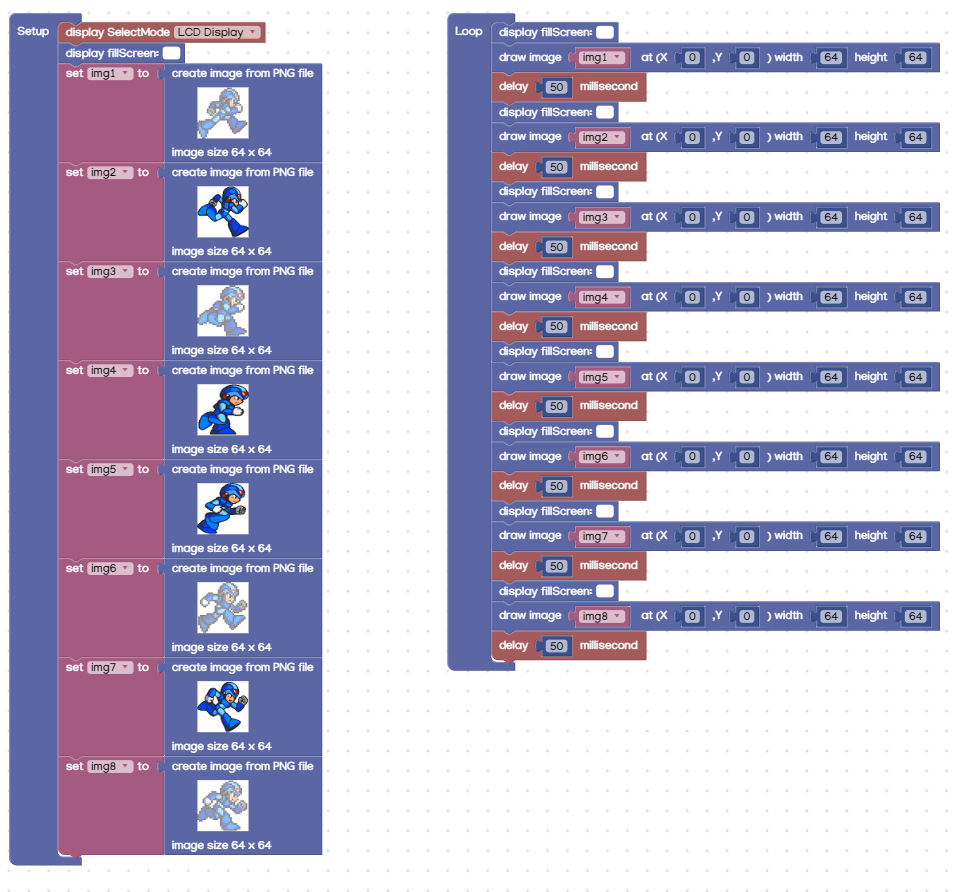 Setup
display SelectMode LCD Display
display fillScreen:
set img1 to create image from PNG file
image size 64 x 64
set img2 to create image from PNG file
image size 64 x 64
set img3 to create image from PNG file
image size 64 x 64
set img4 to create image from PNG file
image size 64 x 64
set img5 to create image from PNG file
image size 64 x 64
set img6 to create image from PNG file
image size 64 x 64
set img7 to create image from PNG file
image size 64 x 64
set img8 to create image from PNG file
image size 64 x 64
Loop
display fillScreen:
draw image img1 at (X 0 ,Y 0 ) width 64 height 64
delay 50 millisecond
display fillScreen:
draw image img2 at (X 0 ,Y 0 ) width 64 height 64
delay 50 millisecond
display fillScreen:
draw image img3 at (X 0 ,Y 0 ) width 64 height 64
delay 50 millisecond
display fillScreen:
draw image img4 at (X 0 ,Y 0 ) width 64 height 64
delay 50 millisecond
display fillScreen:
draw image img5 at (X 0 ,Y 0 ) width 64 height 64
delay 50 millisecond
display fillScreen:
draw image img6 at (X 0 ,Y 0 ) width 64 height 64
delay 50 millisecond
display fillScreen:
draw image img7 at (X 0 ,Y 0 ) width 64 height 64
delay 50 millisecond
display fillScreen:
draw image img8 at (X 0 ,Y 0 ) width 64 height 64
delay 50 millisecond